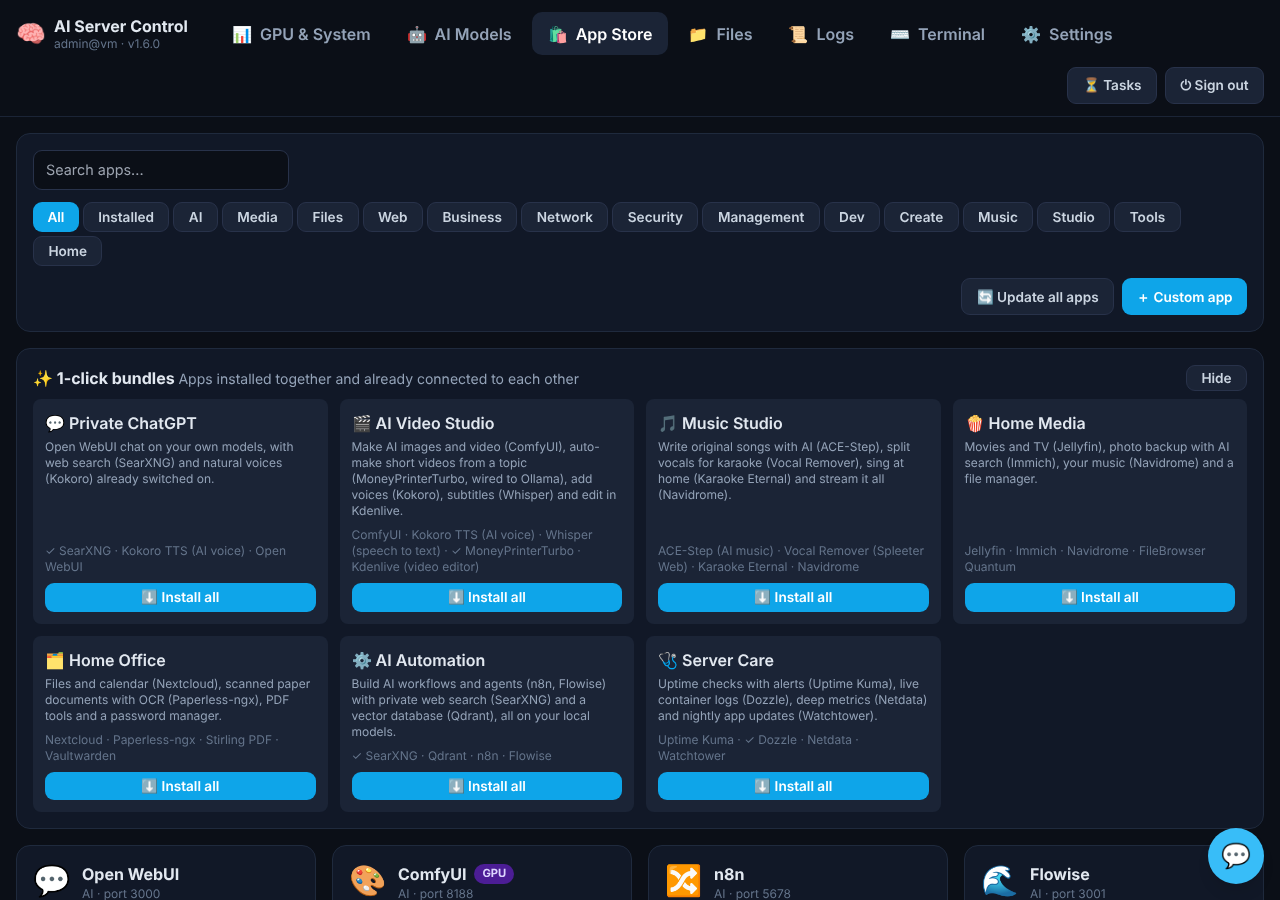 AI Server Control
admin@vm · v1.6.0
GPU & System
AI Models
App Store
Files
Logs
Terminal
Settings
Tasks
Sign out
Search apps...
All
Installed
AI
Media
Files
Web
Business
Network
Security
Management
Dev
Create
Music
Studio
Tools
Home
Update all apps
+ Custom app
1-click bundles Apps installed together and already connected to each other
Hide
Private ChatGPT
Open WebUI chat on your own models, with
web search (SearXNG) and natural voices
(Kokoro) already switched on.
✓ SearXNG · Kokoro TTS (AI voice) · Open
WebUI
Install all
AI Video Studio
Make AI images and video (ComfyUI), auto-
make short videos from a topic
(MoneyPrinterTurbo, wired to Ollama), add
voices (Kokoro), subtitles (Whisper) and edit in
Kdenlive.
ComfyUI · Kokoro TTS (AI voice) · Whisper
(speech to text) · ✓ MoneyPrinterTurbo ·
Kdenlive (video editor)
Install all
Music Studio
Write original songs with AI (ACE-Step), split
vocals for karaoke (Vocal Remover), sing at
home (Karaoke Eternal) and stream it all
(Navidrome).
ACE-Step (AI music) · Vocal Remover (Spleeter
Web) · Karaoke Eternal · Navidrome
Install all
Home Media
Movies and TV (Jellyfin), photo backup with AI
search (Immich), your music (Navidrome) and a
file manager.
Jellyfin · Immich · Navidrome · FileBrowser
Quantum
Install all
Home Office
Files and calendar (Nextcloud), scanned paper
documents with OCR (Paperless-ngx), PDF
tools and a password manager.
Nextcloud · Paperless-ngx · Stirling PDF ·
Vaultwarden
Install all
AI Automation
Build AI workflows and agents (n8n, Flowise)
with private web search (SearXNG) and a
vector database (Qdrant), all on your local
models.
✓ SearXNG · Qdrant · n8n · Flowise
Install all
Server Care
Uptime checks with alerts (Uptime Kuma), live
container logs (Dozzle), deep metrics (Netdata)
and nightly app updates (Watchtower).
Uptime Kuma · ✓ Dozzle · Netdata ·
Watchtower
Install all
Open WebUI
AI · port 3000
ComfyUI GPU
AI · port 8188
n8n
AI · port 5678
Flowise
AI · port 3001